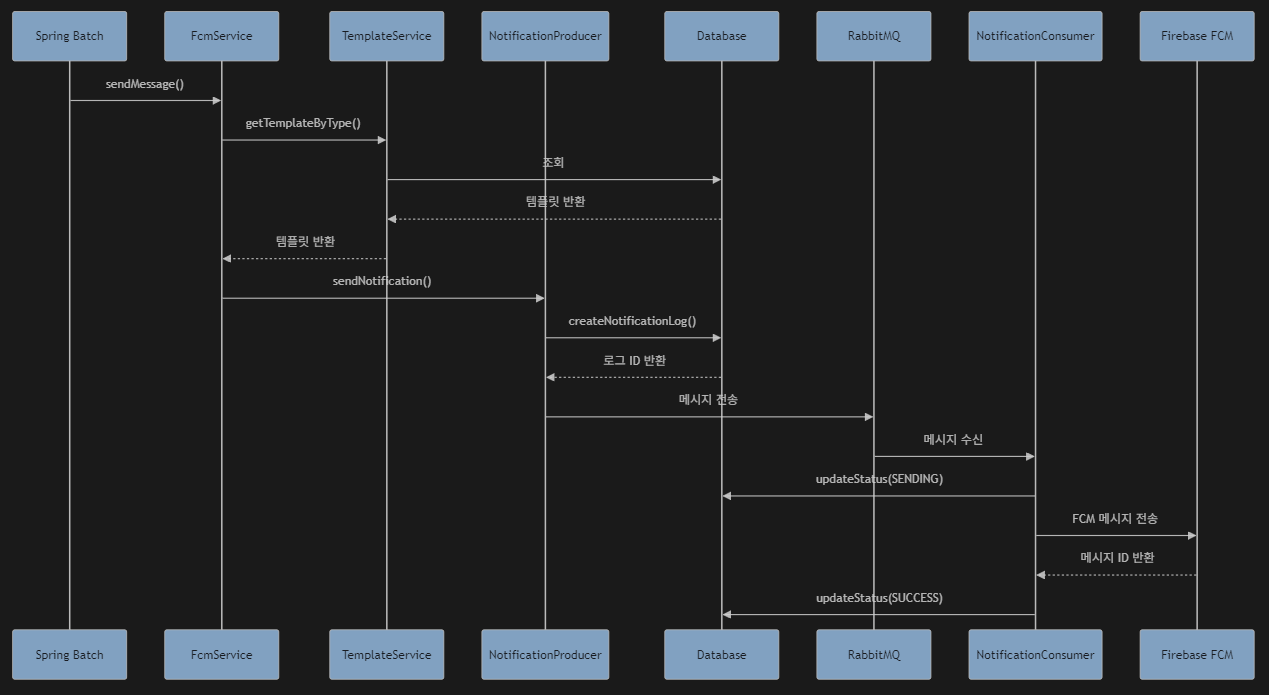 Spring Batch
FcmService
TemplateService
NotificationProducer
Database
RabbitMQ
NotificationConsumer
Firebase FCM
sendMessage()
getTemplateByType()
조회
템플릿 반환
템플릿 반환
sendNotification()
createNotificationLog()
로그 ID 반환
메시지 전송
메시지 수신
updateStatus(SENDING)
FCM 메시지 전송
메시지 ID 반환
updateStatus(SUCCESS)
Spring Batch
FcmService
TemplateService
NotificationProducer
Database
RabbitMQ
NotificationConsumer
Firebase FCM